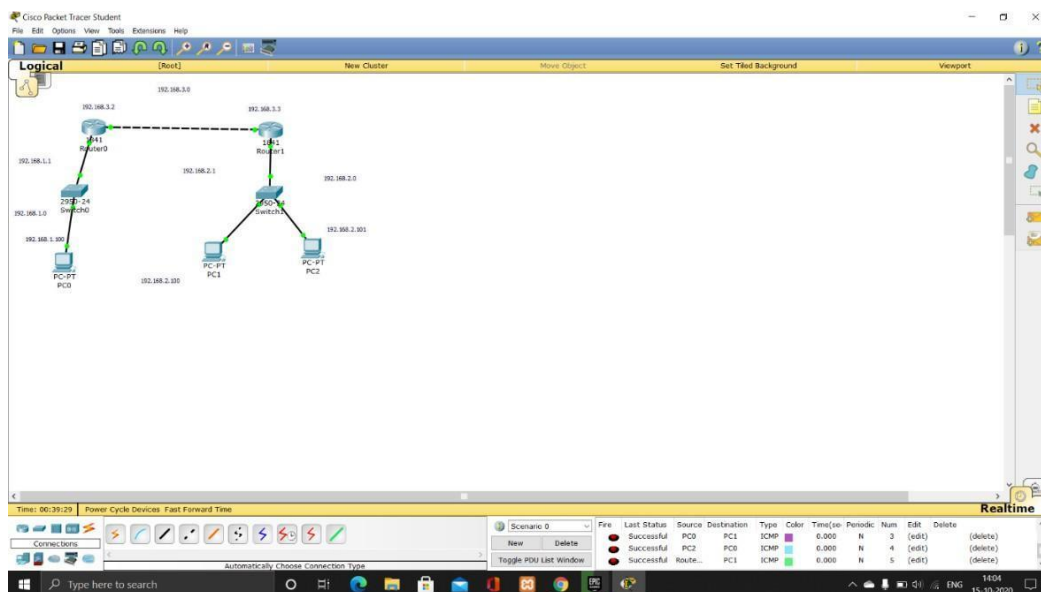 Cisco Packet Tracer Student
File Edit Options View Tools Extensions Help
Logical [Root] New Cluster Move Object Set Tiled Background Viewport
192.168.3.0
192.168.3.2 192.168.3.3
1841
Router0
1841
Router1
192.168.1.1
192.168.2.1
192.168.2.0
2950-24
Switch0
2950-24
Switch1
192.168.1.0
192.168.2.101
192.168.1.100
PC-PT
PC0
PC-PT
PC1
PC-PT
PC2
192.168.2.100
Time: 00:39:29 Power Cycle Devices Fast Forward Time Realtime
Connections
Automatically Choose Connection Type
Scenario 0
New Delete
Toggle PDU List Window
Fire Last Status Source Destination Type Color Time(se Periodic Num Edit Delete
Successful PC0 PC1 ICMP 0.000 N 3 (edit) (delete)
Successful PC2 PC0 ICMP 0.000 N 4 (edit) (delete)
Successful Route... PC1 ICMP 0.000 N 5 (edit) (delete)
Type here to search
EPIC
ENG
14:04
15-10-2020